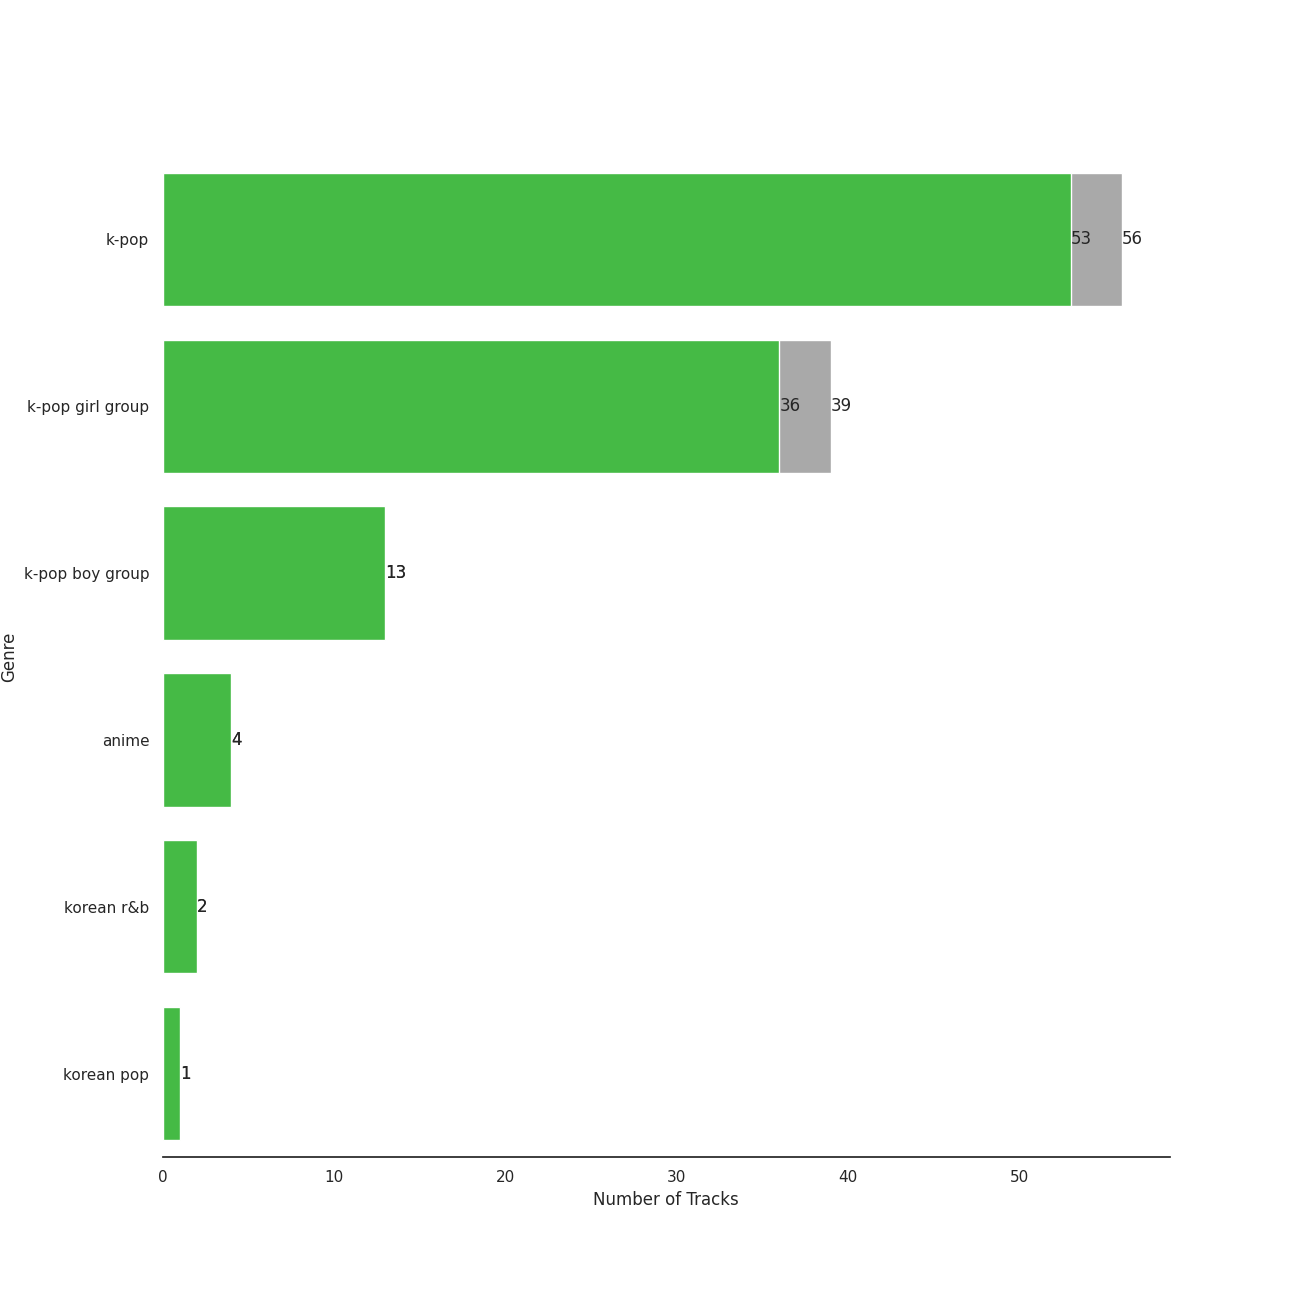 k-pop
53
56
k-pop girl group
36
39
k-pop boy group
13
Genre
anime
4
korean r&b
2
korean pop
1
0 10 20 30 40 50
Number of Tracks